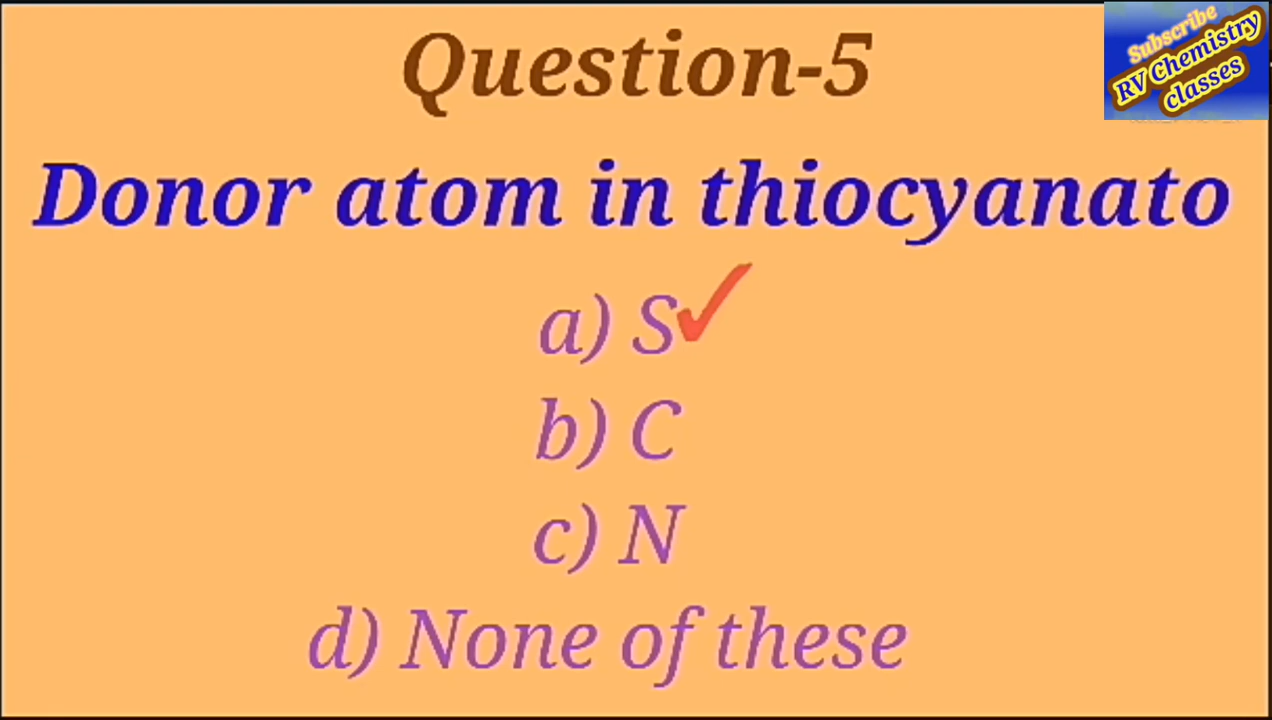 Question-5
Subscribe
RV Chemistry
classes
Donor atom in thiocyanato
a) S✓
b) C
c) N
d) None of these